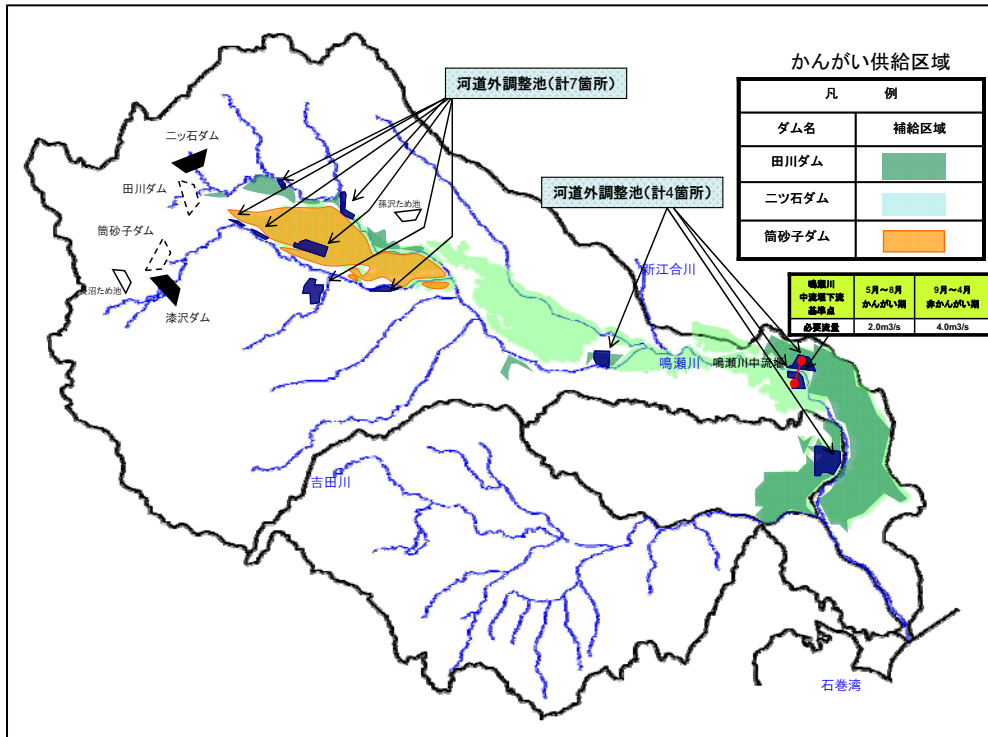 かんがい供給区域
凡 例
ダム名 補給区域
田川ダム
二ツ石ダム
筒砂子ダム
河道外調整池(計7箇所)
河道外調整池(計4箇所)
二ッ石ダム
田川ダム
孫沢ため池
筒砂子ダム
漆沢ダム
新江合川
鳴瀬川
中流堰下流
基準点
5月~8月
かんがい期
9月~4月
非かんがい期
必要流量 2.0m3/s 4.0m3/s
鳴瀬川
鳴瀬川中流堰
吉田川
石巻湾